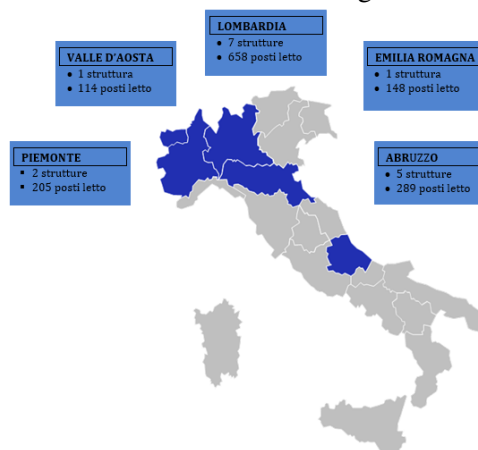 LOMBARDIA
● 7 strutture
● 658 posti letto
VALLE D'AOSTA
● 1 struttura
● 114 posti letto
EMILIA ROMAGNA
● 1 struttura
● 148 posti letto
PIEMONTE
▪ 2 strutture
▪ 205 posti letto
ABRUZZO
● 5 strutture
● 289 posti letto